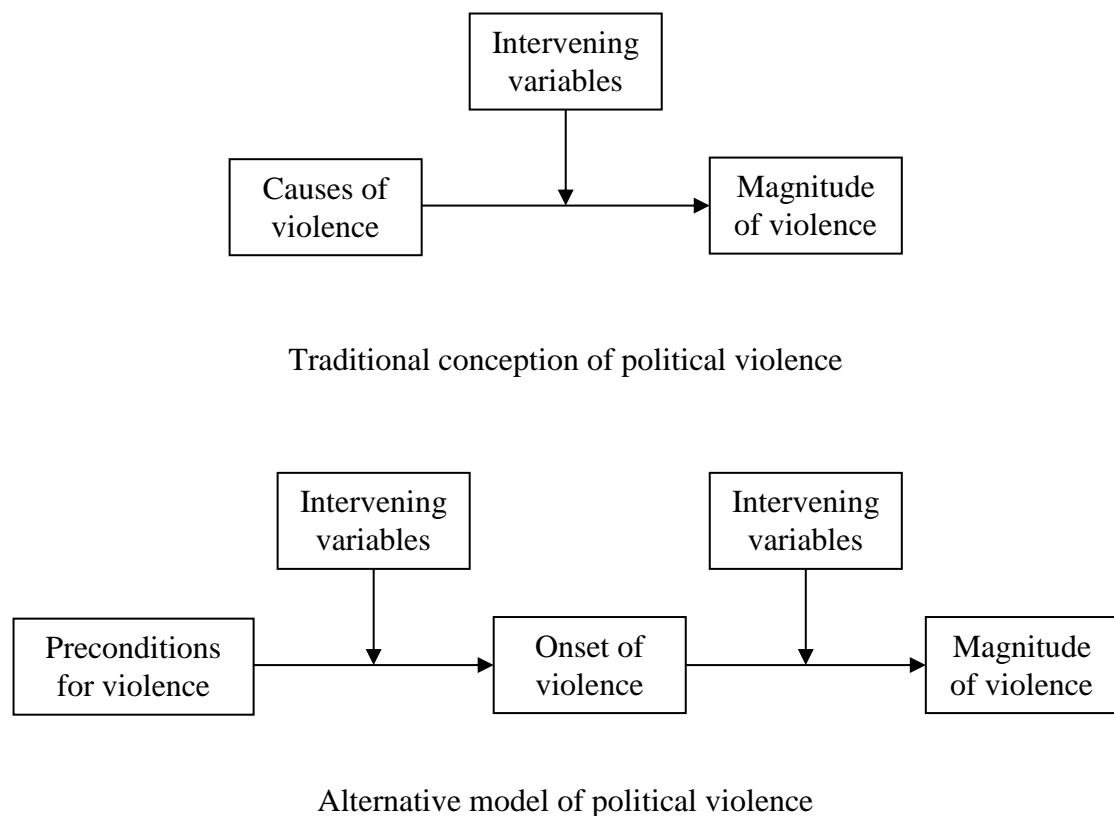 Intervening
variables
Causes of
violence
Magnitude
of violence
Traditional conception of political violence
Intervening
variables
Intervening
variables
Preconditions
for violence
Onset of
violence
Magnitude
of violence
Alternative model of political violence